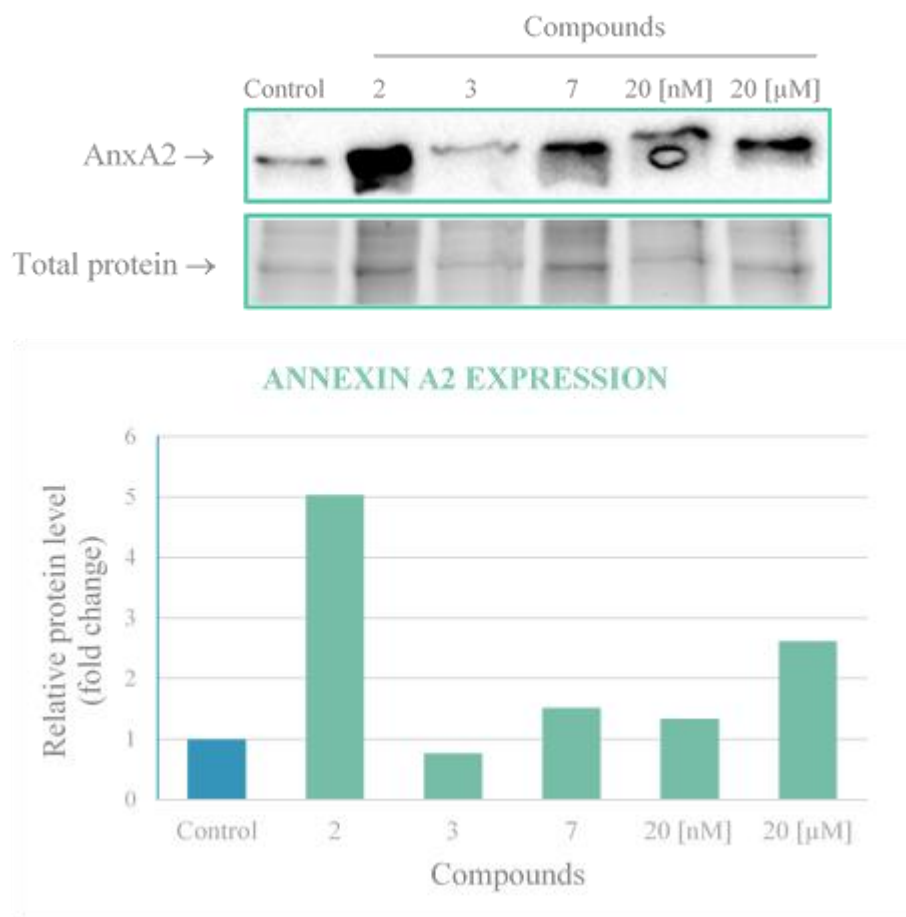 Compounds
Control 2 3 7 20 [nM] 20 [µM]
AnxA2 →
Total protein →
ANNEXIN A2 EXPRESSION
6
5
4
3
2
1
0
Relative protein level
(fold change)
Control 2 3 7 20 [nM] 20 [µM]
Compounds